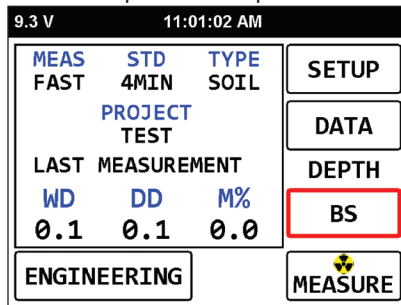 9.3 V 11:01:02 AM
MEAS STD TYPE
FAST 4MIN SOIL
PROJECT
TEST
LAST MEASUREMENT
WD DD M%
0.1 0.1 0.0
SETUP
DATA
DEPTH
BS
ENGINEERING
MEASURE